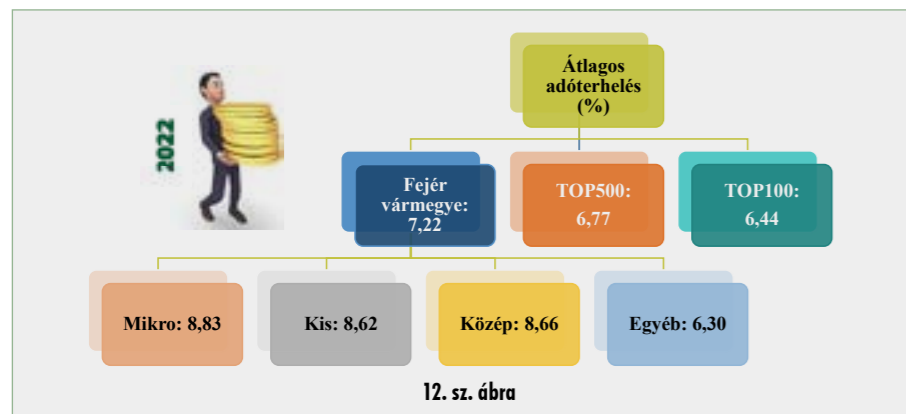 Átlagos
adóterhelés
(%)
2022
Fejér
vármegye:
7,22
TOP500:
6,77
TOP100:
6,44
Mikro: 8,83
Kis: 8,62
Közép: 8,66
Egyéb: 6,30
12. sz. ábra